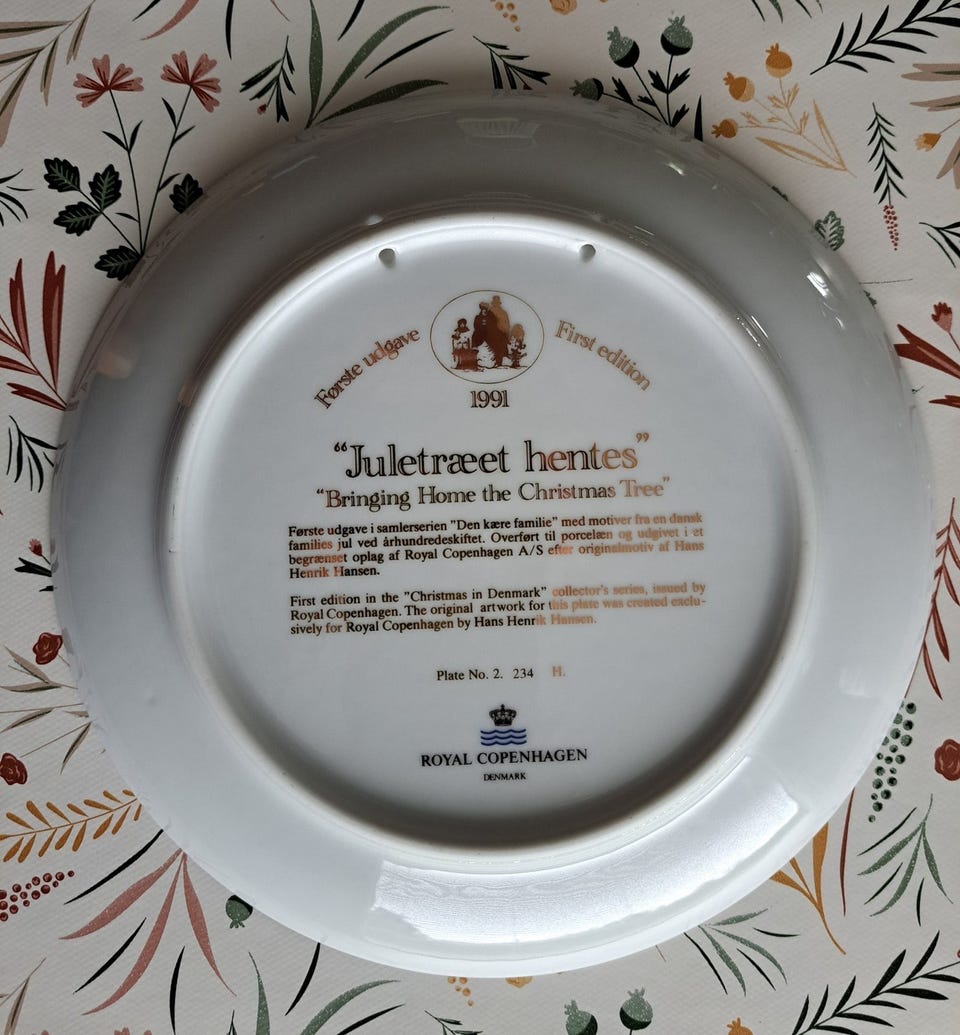 Første udgave
First edition
1991
“Juletræet hentes”
“Bringing Home the Christmas Tree”
Første udgave i samlerserien "Den kære familie" med motiver fra en dansk
families jul ved århundredeskiftet. Overført til porcelæn og udgivet i et
begrænset oplag af Royal Copenhagen A/S efter originalmotiv af Hans
Henrik Hansen.
First edition in the "Christmas in Denmark" collector's series, issued by
Royal Copenhagen. The original artwork for this plate was created exclu-
sively for Royal Copenhagen by Hans Henrik Hansen.
Plate No. 2. 234 H.
ROYAL COPENHAGEN
DENMARK